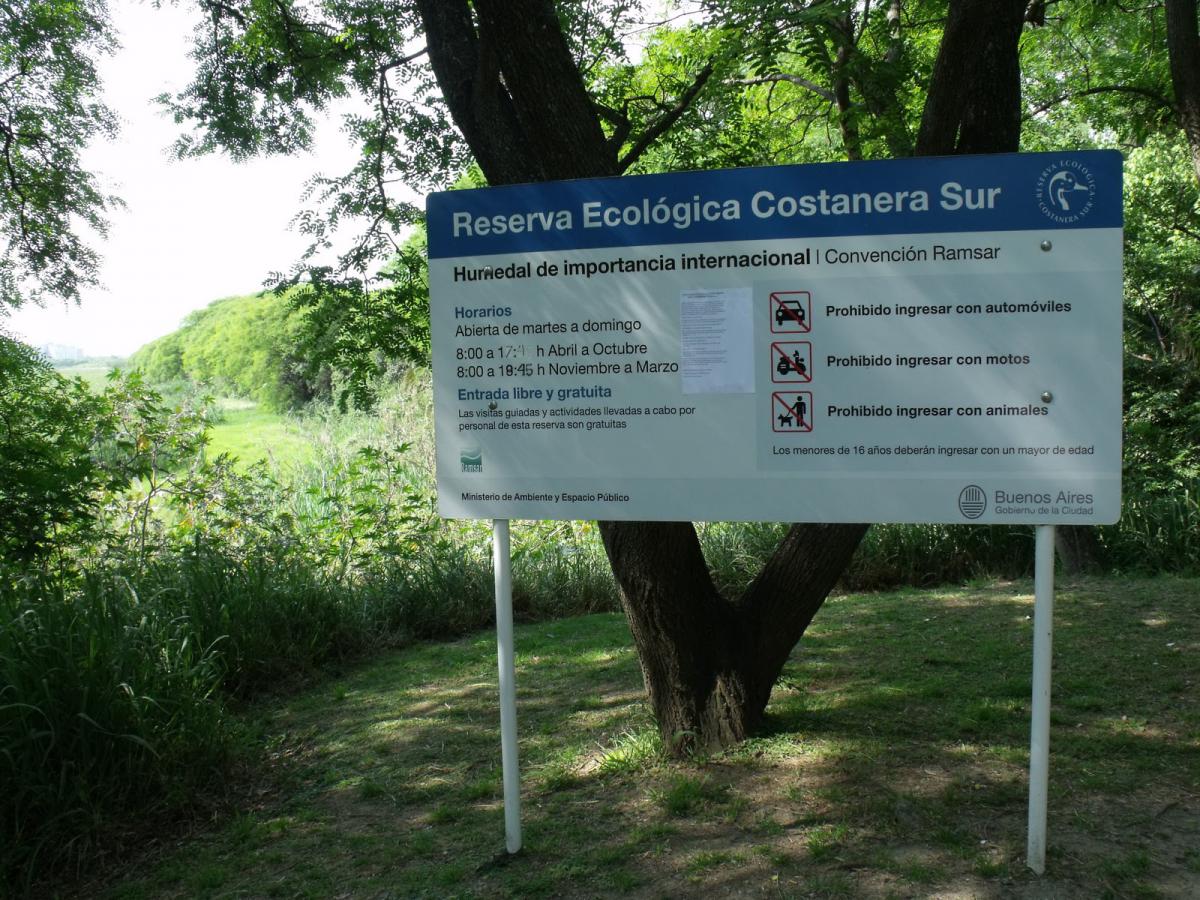 Reserva Ecológica Costanera Sur
RESERVA ECOLÓGICA
COSTANERA SUR
Humedal de importancia internacional | Convención Ramsar
Horarios
Abierta de martes a domingo
8:00 a h Abril a Octubre
8:00 a 18:45 h Noviembre a Marzo
Entrada libre y gratuita
Las visitas guiadas y actividades llevadas a cabo por
personal de esta reserva son gratuitas
Ramsar
Prohibido ingresar con automóviles
Prohibido ingresar con motos
Prohibido ingresar con animales
Los menores de 16 años deberán ingresar con un mayor de edad
Ministerio de Ambiente y Espacio Público
Buenos Aires
Gobierno de la Ciudad